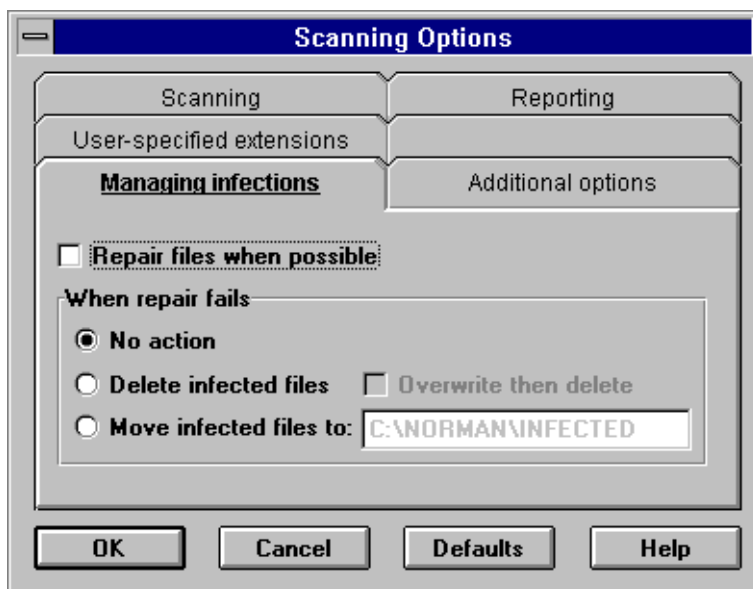 Scanning Options
Scanning Reporting
User-specified extensions
Managing infections Additional options
Repair files when possible
When repair fails
No action
Delete infected files Overwrite then delete
Move infected files to: C:\NORMAN\INFECTED
OK Cancel Defaults Help